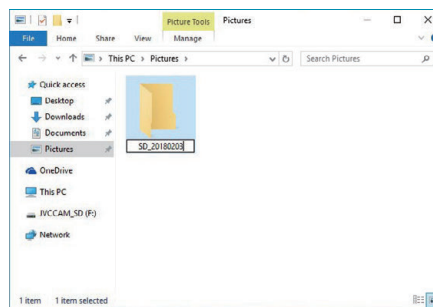 Picture Tools Pictures
File Home Share View Manage
This PC Pictures Search Pictures
Quick access
Desktop
Downloads
Documents
Pictures
SD_20180203
OneDrive
This PC
JVCCAM_SD (F:)
Network
1 item 1 item selected